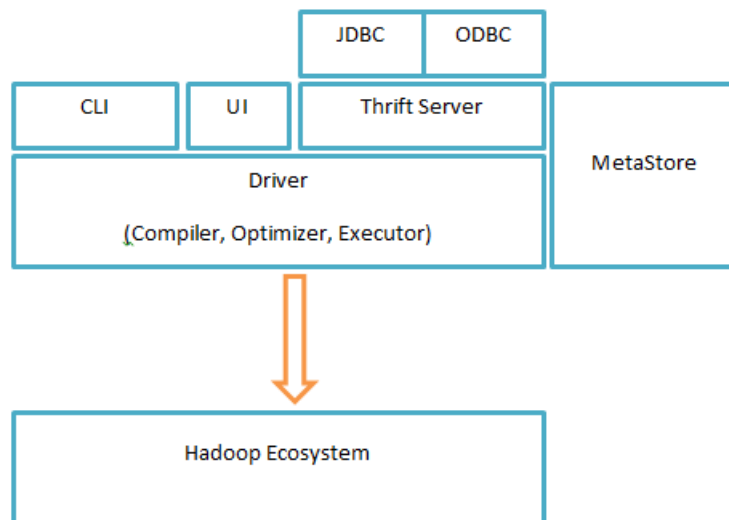 JDBC
ODBC
CLI
UI
Thrift Server
MetaStore
Driver
(Compiler, Optimizer, Executor)
Hadoop Ecosystem